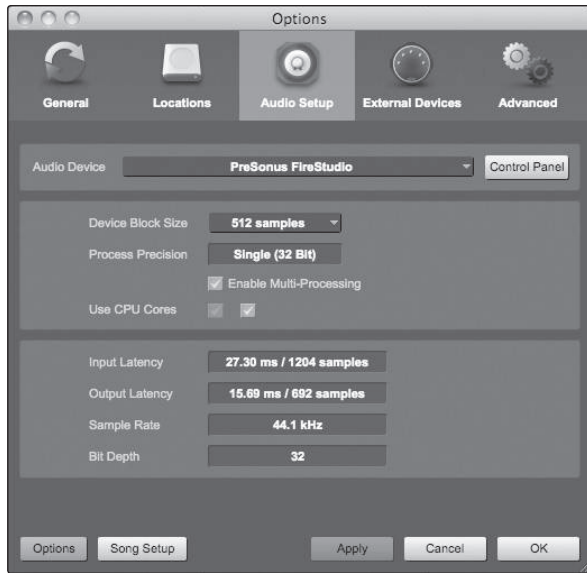 Options
General Locations Audio Setup External Devices Advanced
Audio Device PreSonus FireStudio Control Panel
Device Block Size 512 samples
Process Precision Single (32 Bit)
Enable Multi-Processing
Use CPU Cores
Input Latency 27.30 ms / 1204 samples
Output Latency 15.69 ms / 692 samples
Sample Rate 44.1 kHz
Bit Depth 32
Options Song Setup Apply Cancel OK